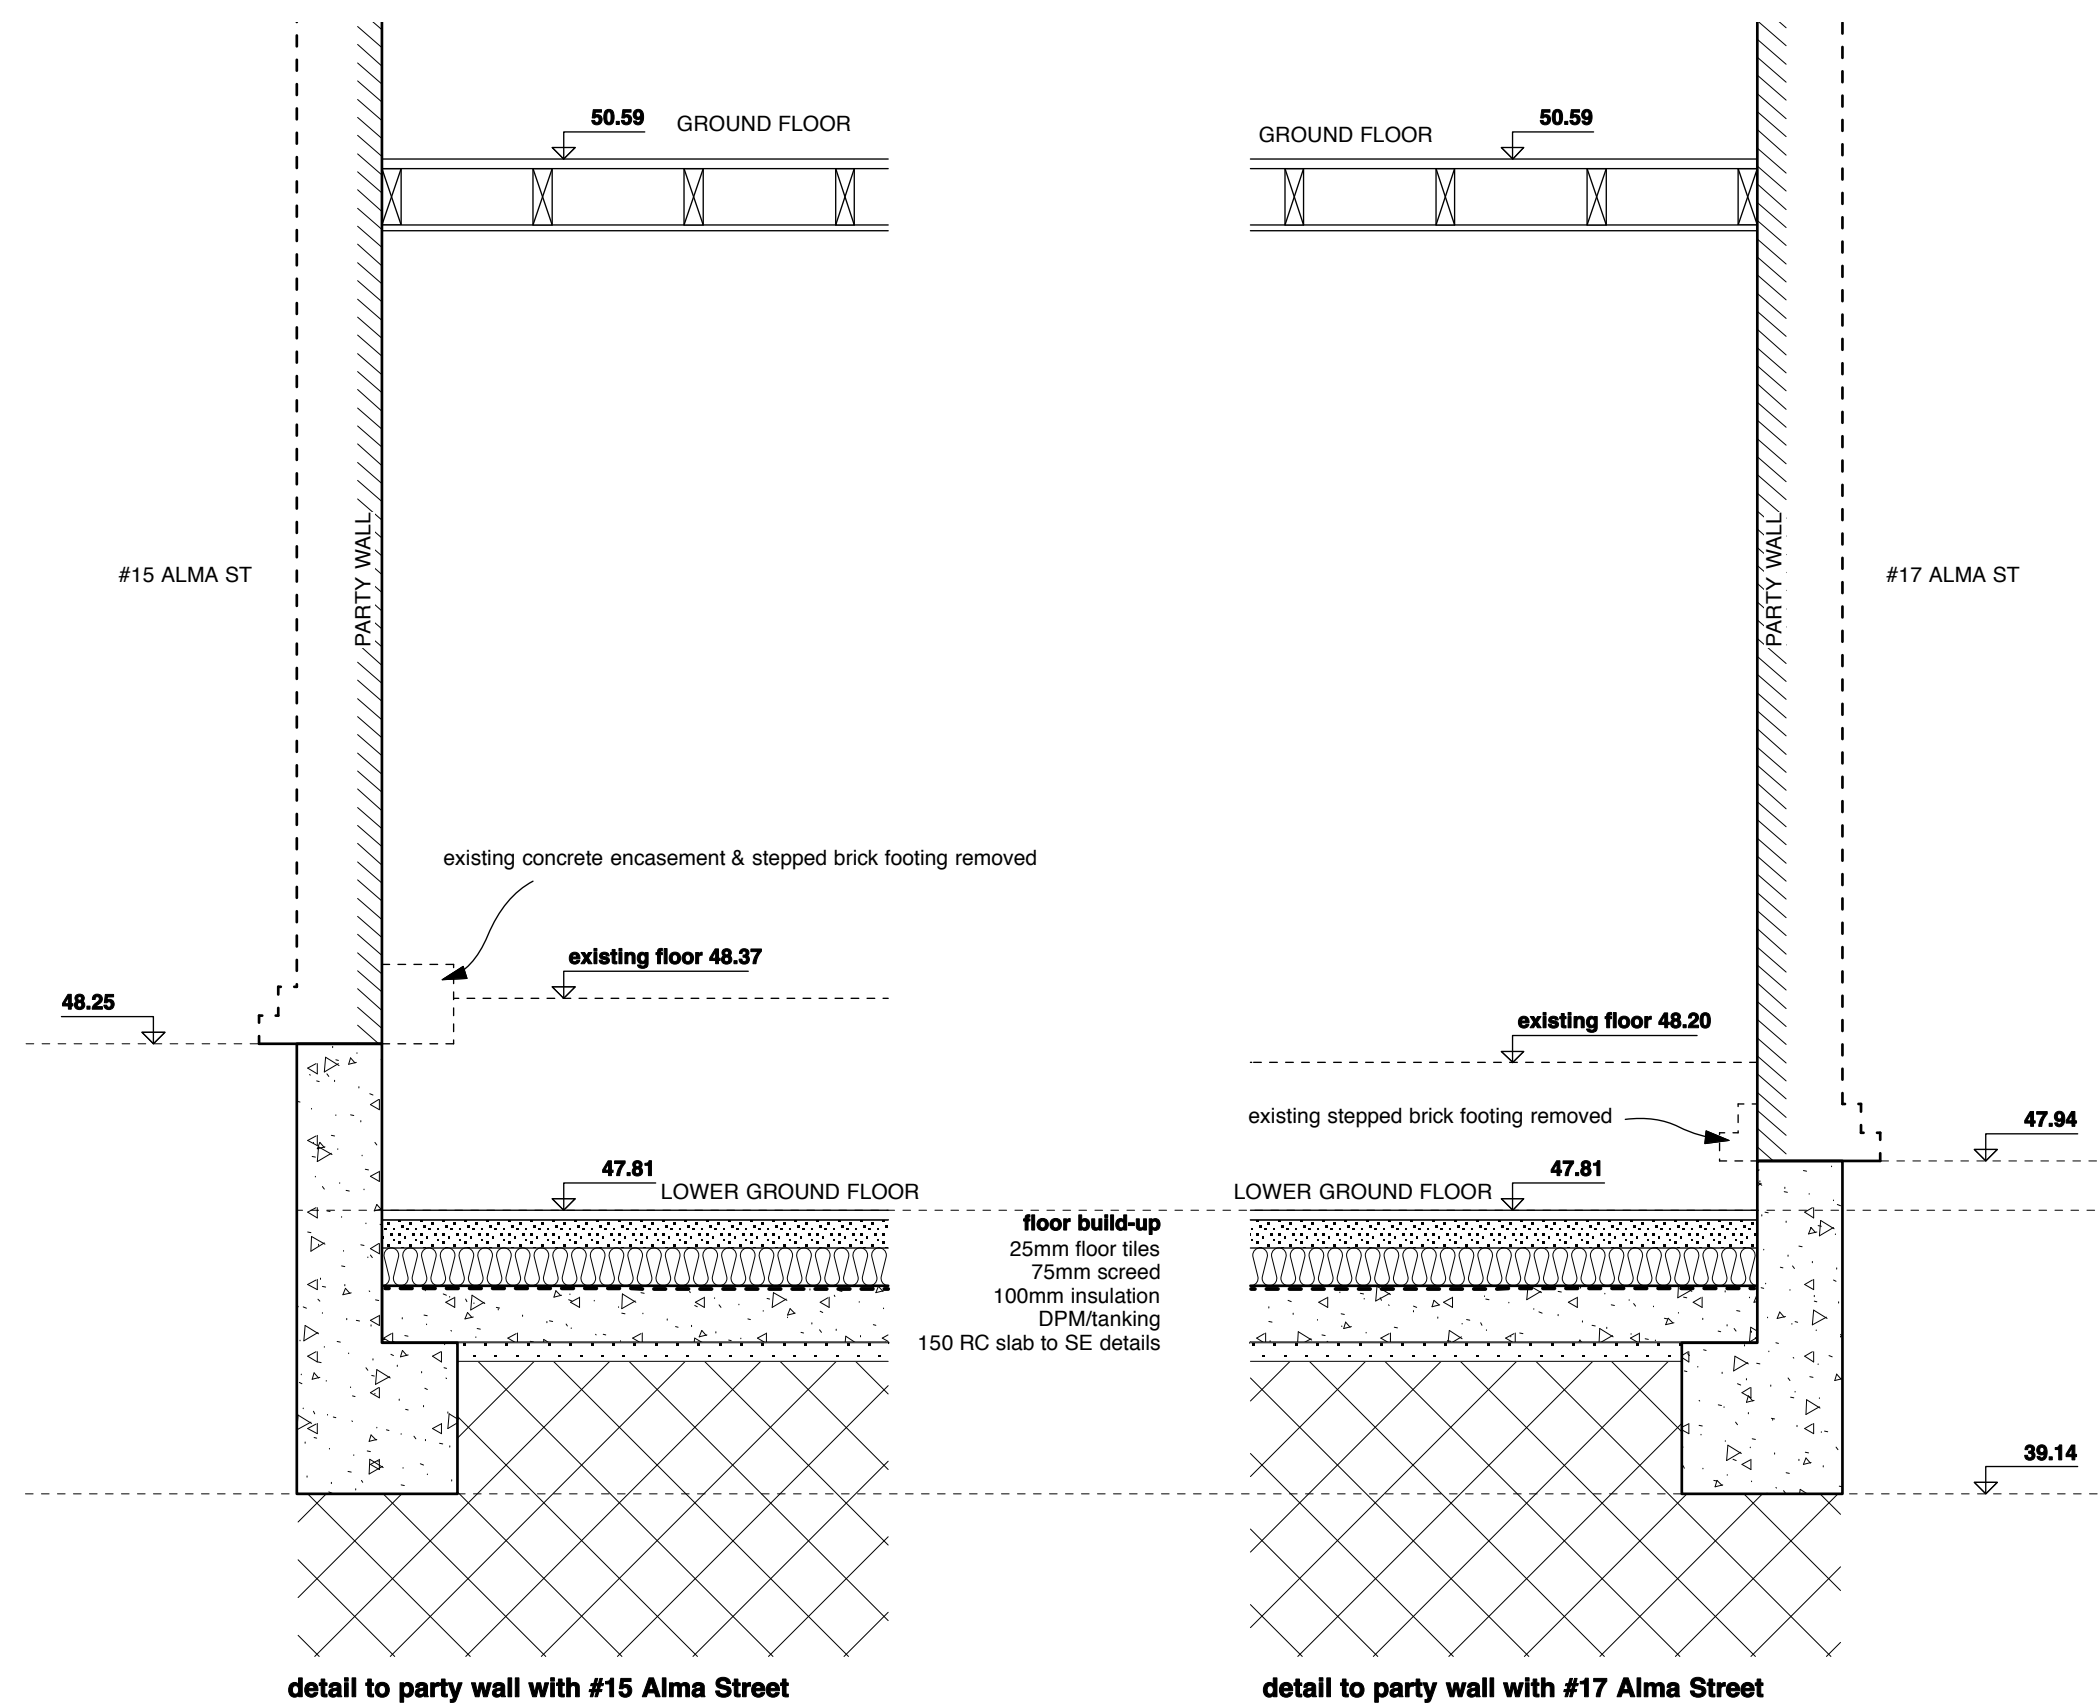 50.59
GROUND FLOOR
50.59
GROUND FLOOR
PARTY WALL
PARTY WALL
#15 ALMA ST
#17 ALMA ST
existing concrete encasement & stepped brick footing removed
existing floor 48.37
48.25
existing floor 48.20
existing stepped brick footing removed
47.94
47.81
LOWER GROUND FLOOR
47.81
LOWER GROUND FLOOR
floor build-up
25mm floor tiles
75mm screed
100mm insulation
DPM/tanking
150 RC slab to SE details
39.14
detail to party wall with #15 Alma Street
detail to party wall with #17 Alma Street